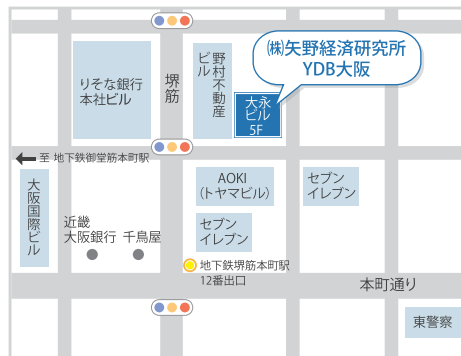 (株)矢野経済研究所
YDB大阪
りそな銀行
本社ビル
堺筋
野村不動産
ビル
大永
ビル
5F
至 地下鉄御堂筋本町駅
大阪国際ビル
AOKI
(トヤマビル)
セブン
イレブン
セブン
イレブン
近畿
大阪銀行
千鳥屋
地下鉄堺筋本町駅
12番出口
本町通り
東警察